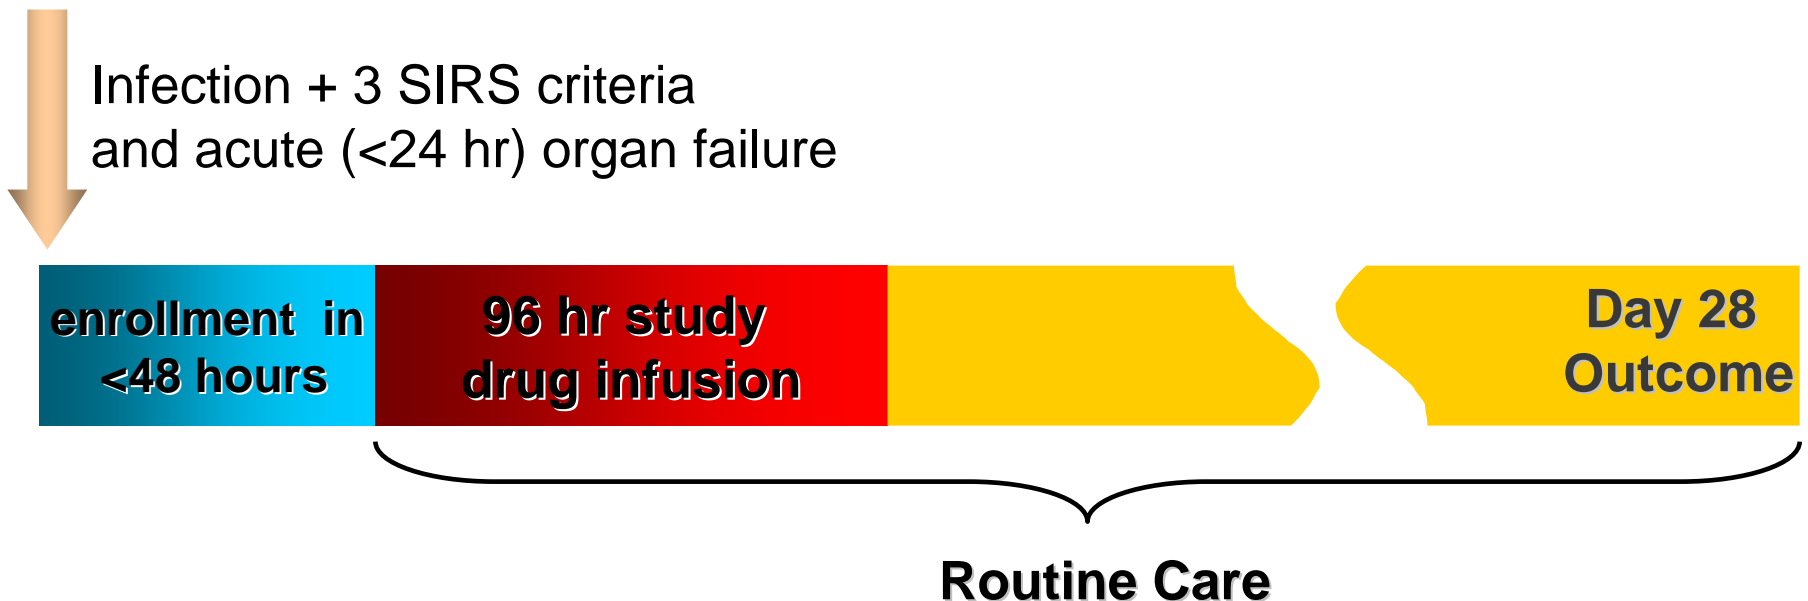 Infection + 3 SIRS criteria
and acute (<24 hr) organ failure
enrollment in
<48 hours
96 hr study
drug infusion
Day 28
Outcome
Routine Care